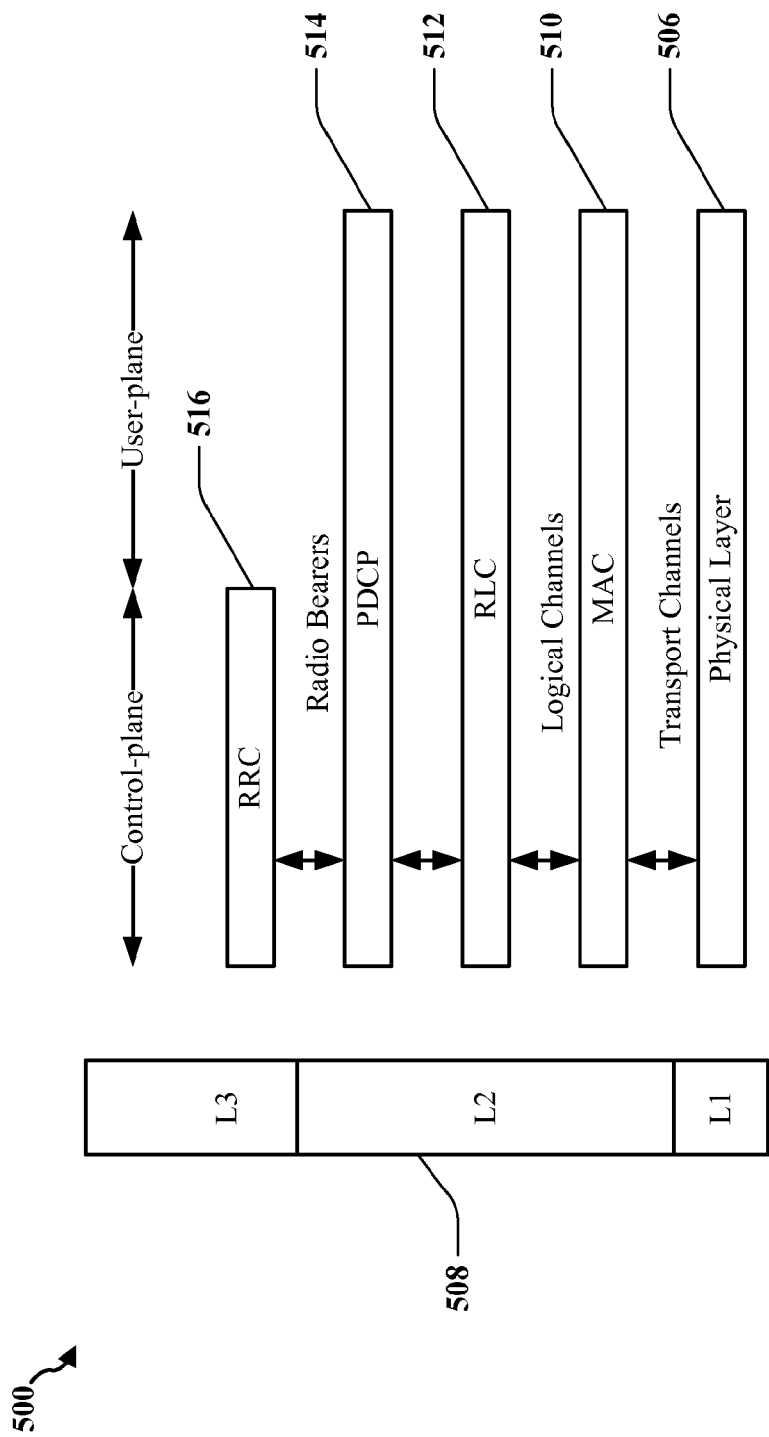 500
Control-plane
User-plane
516
RRC
L3
Radio Bearers
514
PDCP
512
RLC
508
L2
Logical Channels
510
MAC
Transport Channels
506
Physical Layer
L1